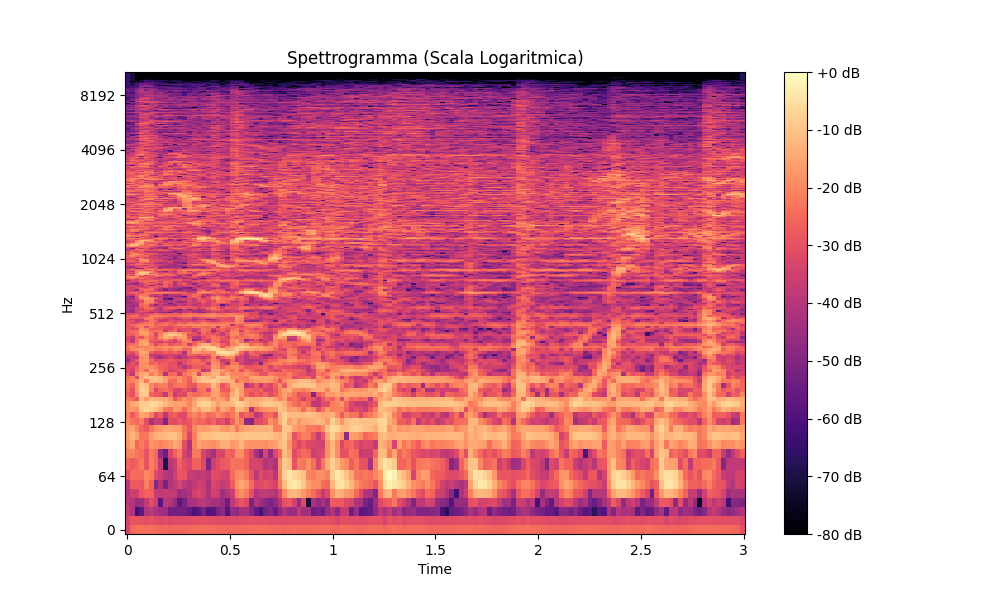 Spettrogramma (Scala Logaritmica)
Hz
8192
4096
2048
1024
512
256
128
64
0
0
0.5
1
1.5
2
2.5
3
Time
+0 dB
-10 dB
-20 dB
-30 dB
-40 dB
-50 dB
-60 dB
-70 dB
-80 dB